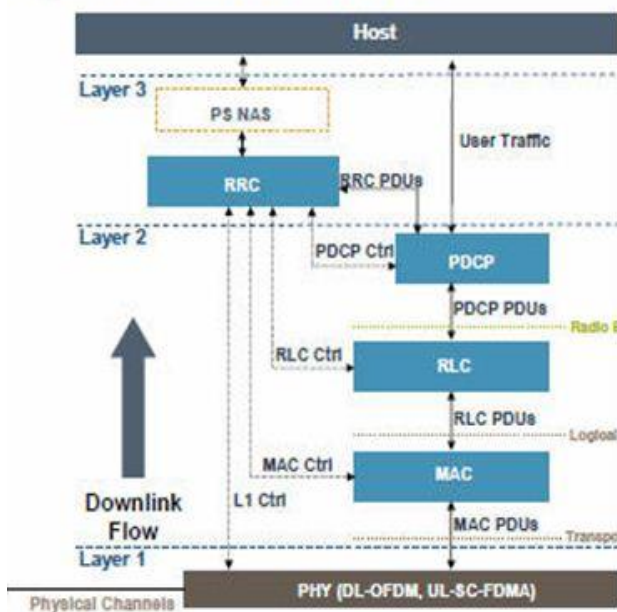 Host
Layer 3
PS NAS
User Traffic
RRC
RRC PDUs
Layer 2
PDCP Ctrl
PDCP
PDCP PDUs
Radio
RLC Ctrl
RLC
RLC PDUs
MAC Ctrl
MAC
L1 Ctrl
Downlink
Flow
MAC PDUs
Layer 1
PHY (DL-OFDM, UL-SC-FDMA)
Physical Channels